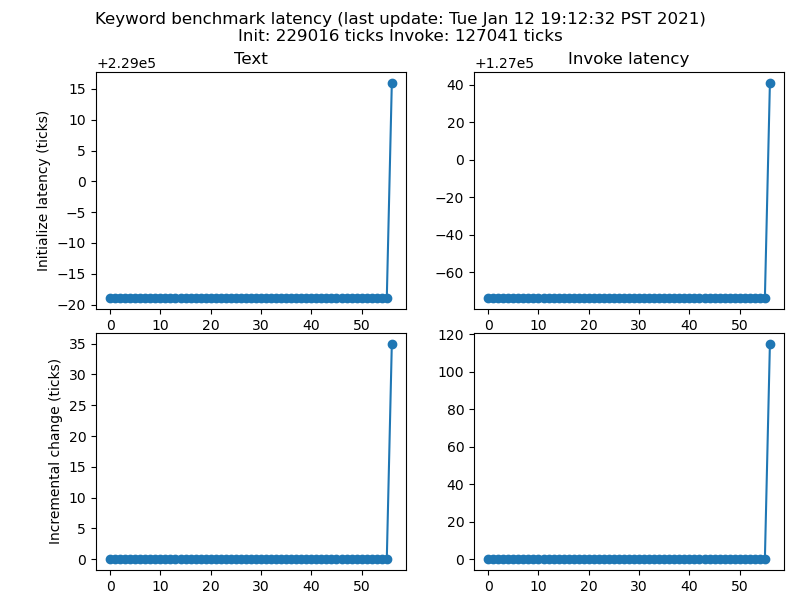 Keyword benchmark latency (last update: Tue Jan 12 19:12:32 PST 2021)
Init: 229016 ticks Invoke: 127041 ticks
Text
Invoke latency
+2.29e5
+1.27e5
Initialize latency (ticks)
15
10
5
0
−5
−10
−15
−20
0 10 20 30 40 50
40
20
0
−20
−40
−60
0 10 20 30 40 50
Incremental change (ticks)
35
30
25
20
15
10
5
0
0 10 20 30 40 50
120
100
80
60
40
20
0
0 10 20 30 40 50